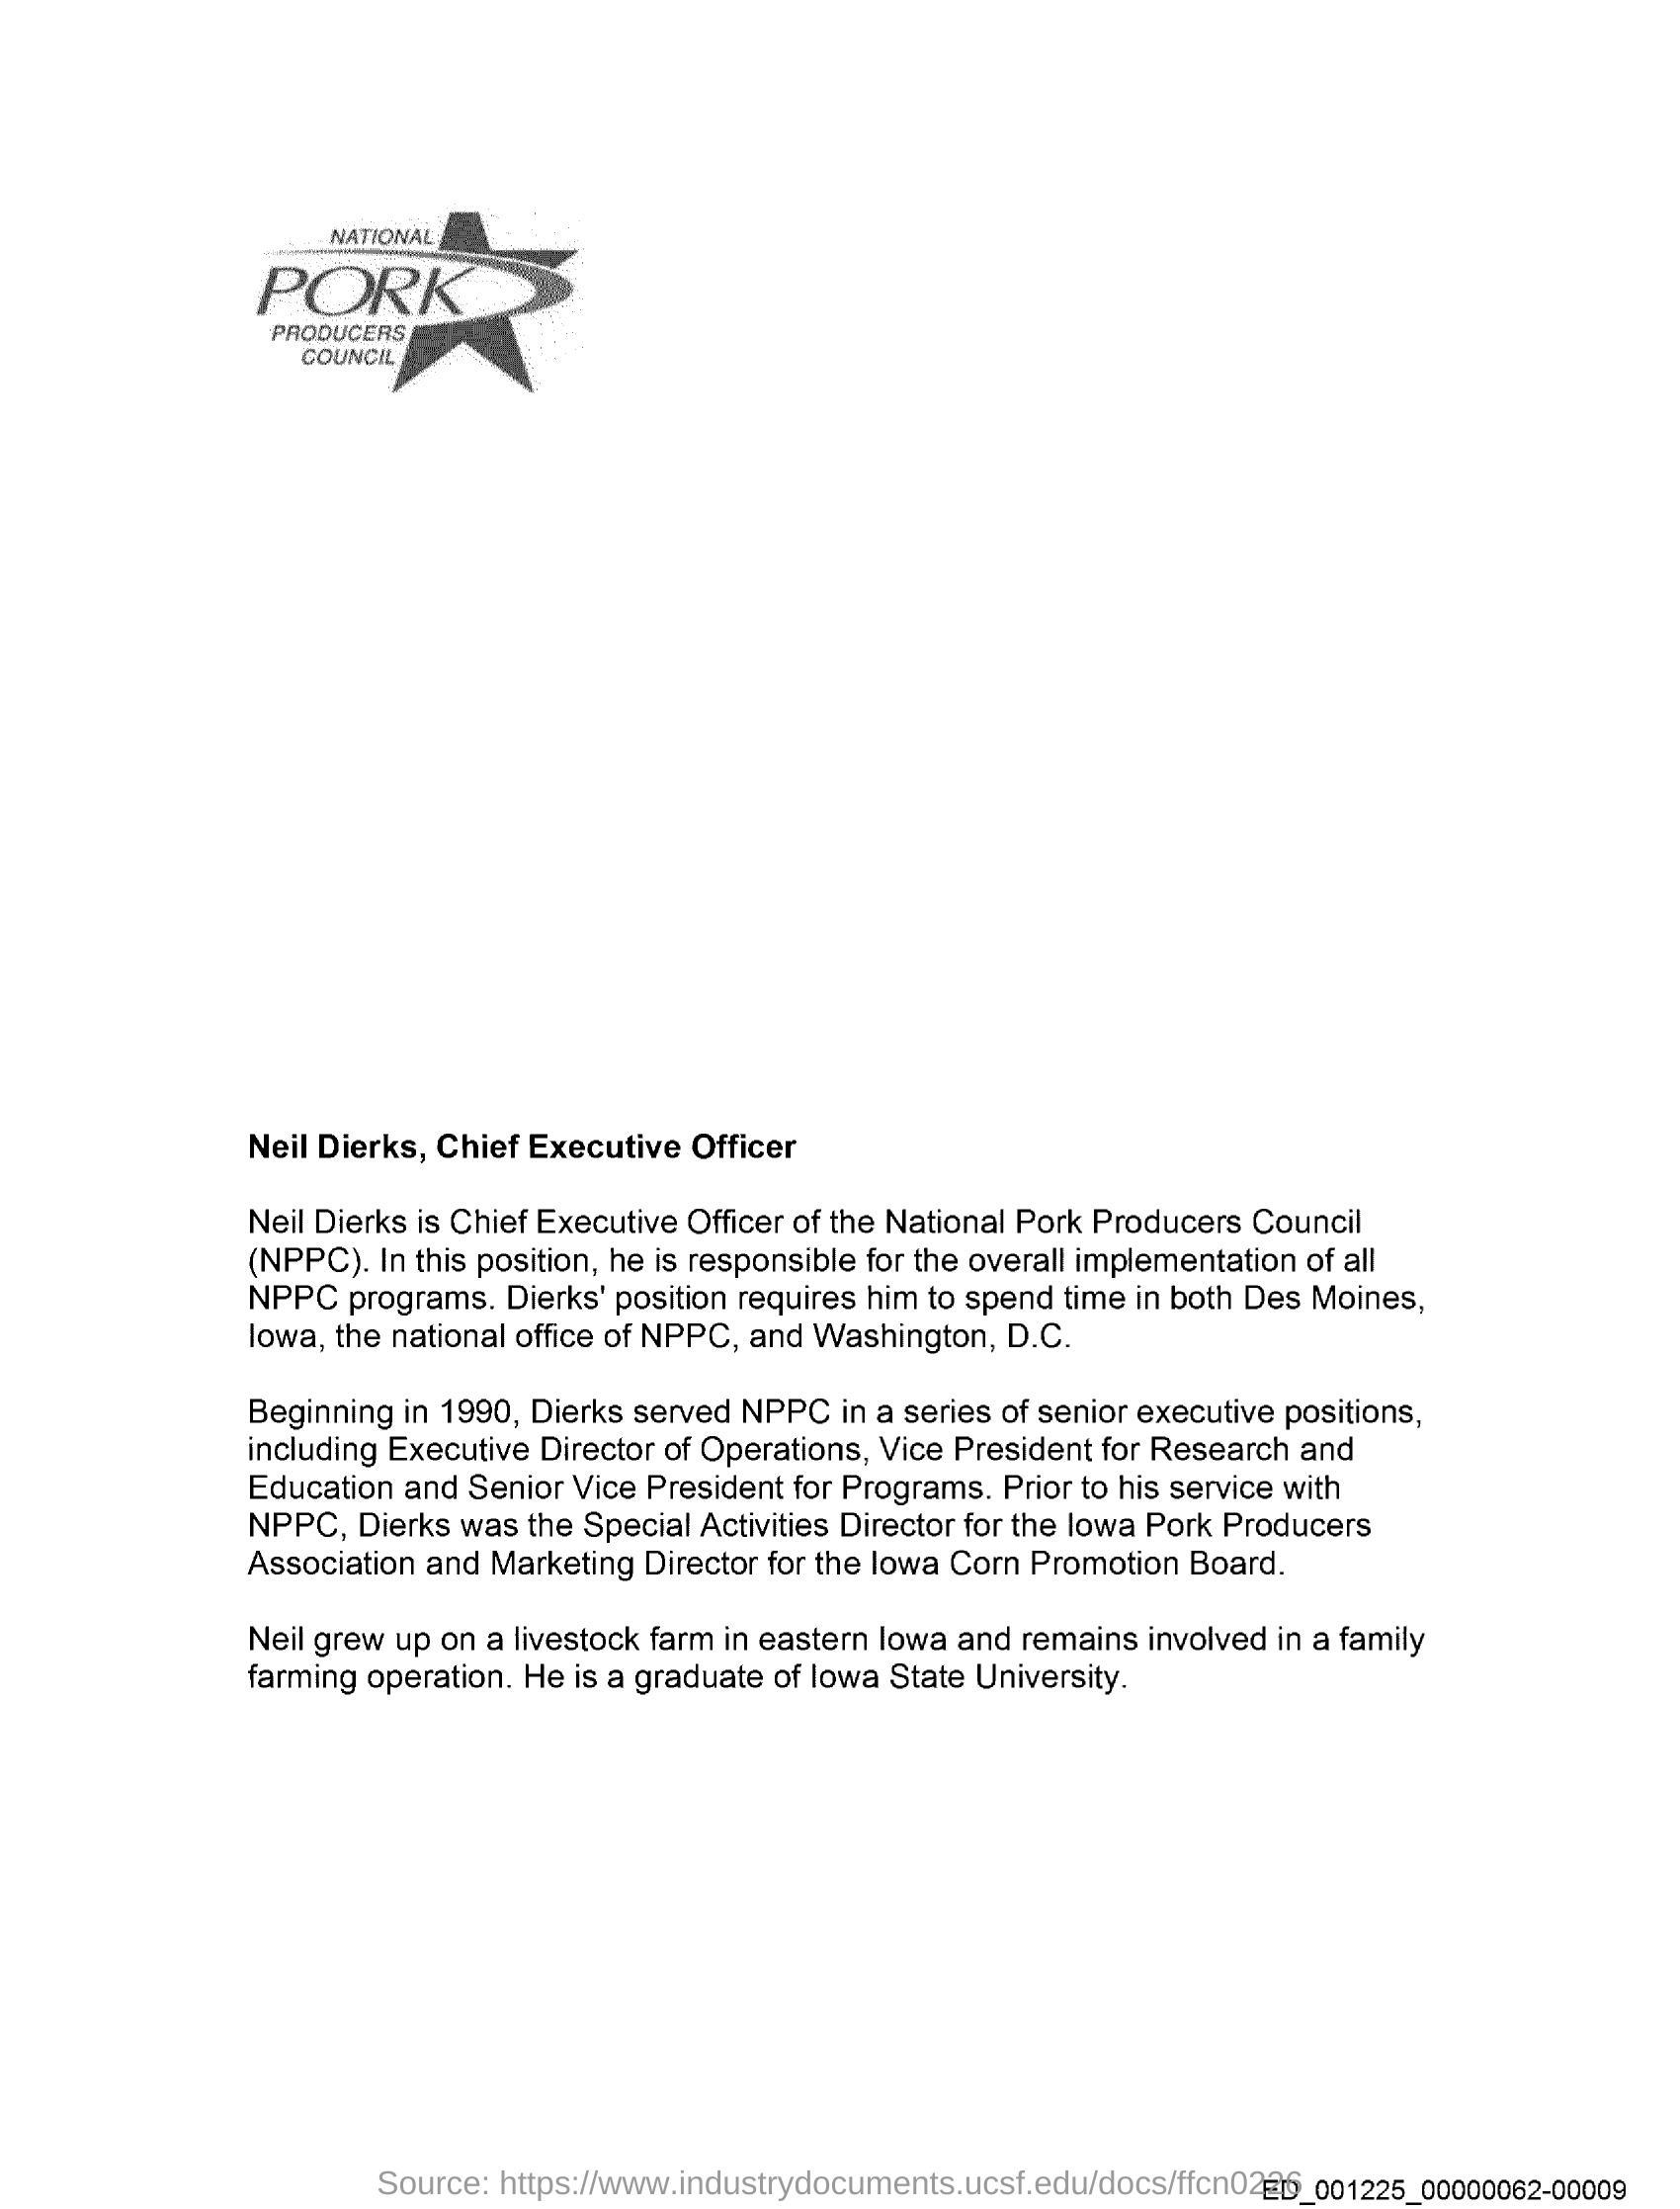 NATIONAL
PORK
PRODUCERS
COUNCIL
Neil Dierks, Chief Executive Officer
Neil Dierks is Chief Executive Officer of the National Pork Producers Council
(NPPC). In this position, he is responsible for the overall implementation of all
NPPC programs. Dierks' position requires him to spend time in both Des Moines,
Iowa, the national office of NPPC, and Washington, D.C.
Beginning in 1990, Dierks served NPPC in a series of senior executive positions,
including Executive Director of Operations, Vice President for Research and
Education and Senior Vice President for Programs. Prior to his service with
NPPC, Dierks was the Special Activities Director for the Iowa Pork Producers
Association and Marketing Director for the Iowa Corn Promotion Board.
Neil grew up on a livestock farm in eastern Iowa and remains involved in a family
farming operation. He is a graduate of Iowa State University.
Source: https://www.industrydocuments.ucsf.edu/docs/ffcn0226
ED_001225_00000062-00009